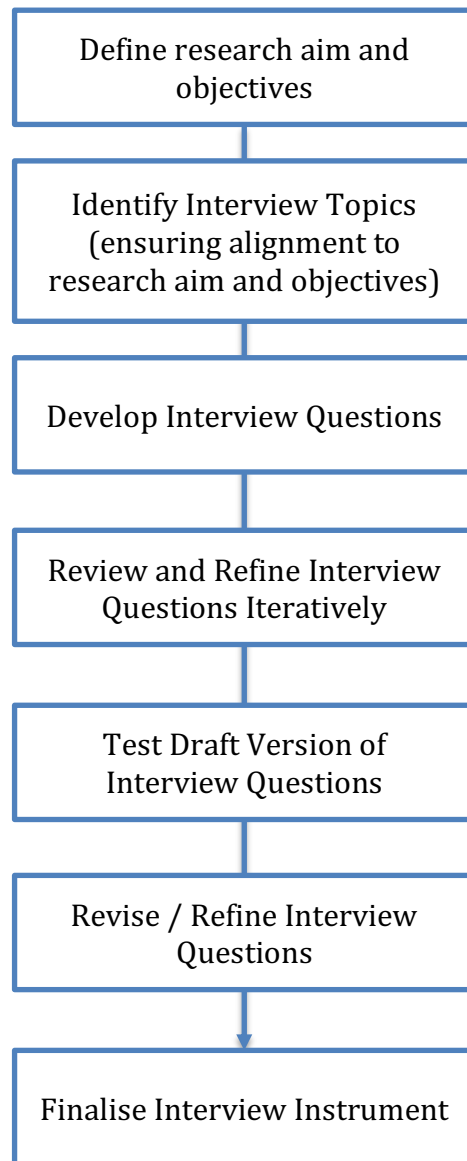 Define research aim and
objectives
Identify Interview Topics
(ensuring alignment to
research aim and objectives)
Develop Interview Questions
Review and Refine Interview
Questions Iteratively
Test Draft Version of
Interview Questions
Revise / Refine Interview
Questions
Finalise Interview Instrument